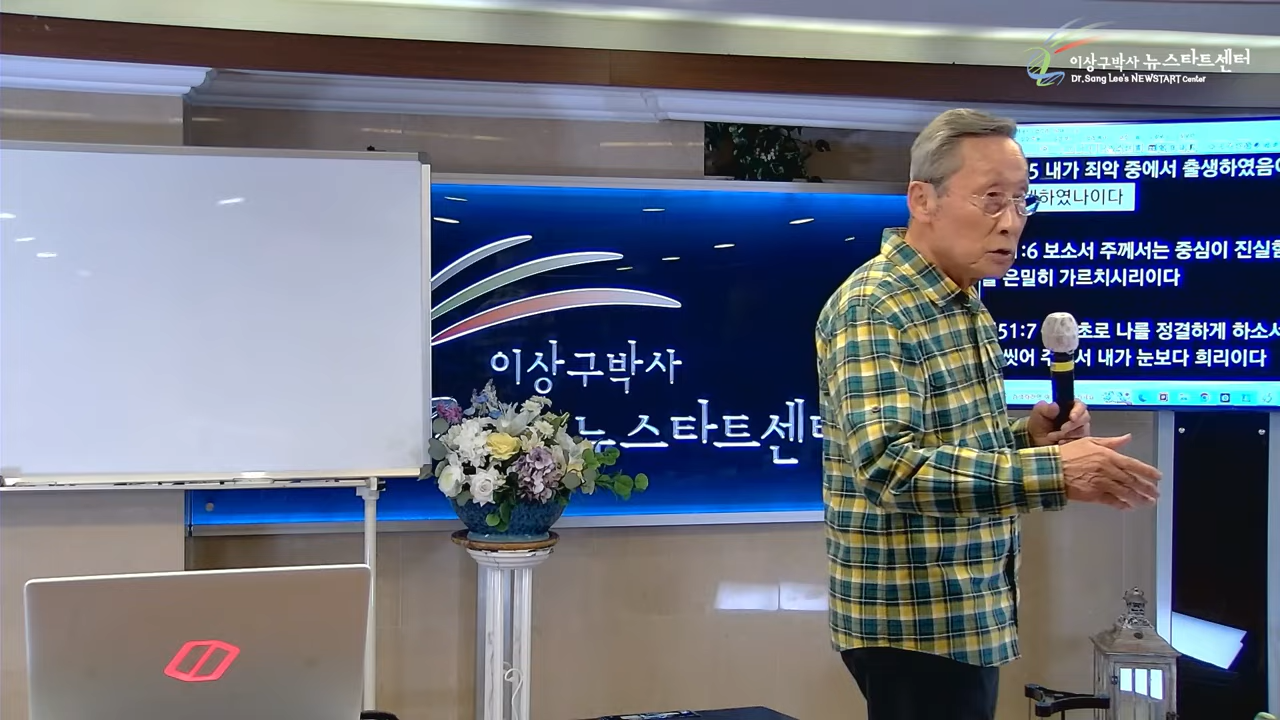 이상구박사 뉴스타트센터
Dr. Sang Lee's NEWSTART Center
5 내가 죄악 중에서 출생하였음이
하였나이다
:6 보소서 주께서는 중심이 진실함
은밀히 가르치시리이다
51:7 초로 나를 정결하게 하소서
씻어 주 서 내가 눈보다 희리이다
이상구박사
뉴스타트센터